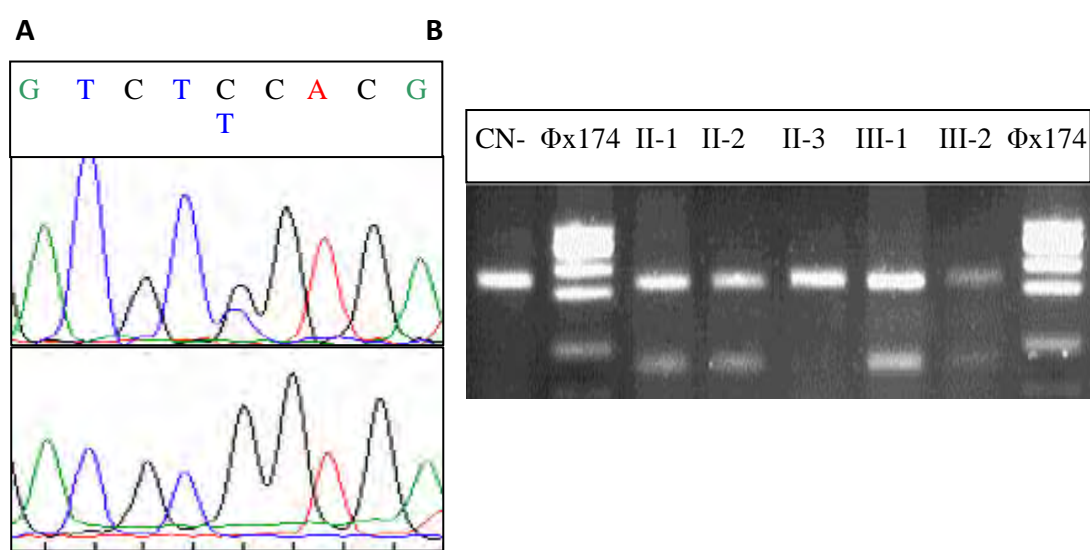 A
B
G T C T C C A C G
T
CN- Φx174 II-1 II-2 II-3 III-1 III-2 Φx174